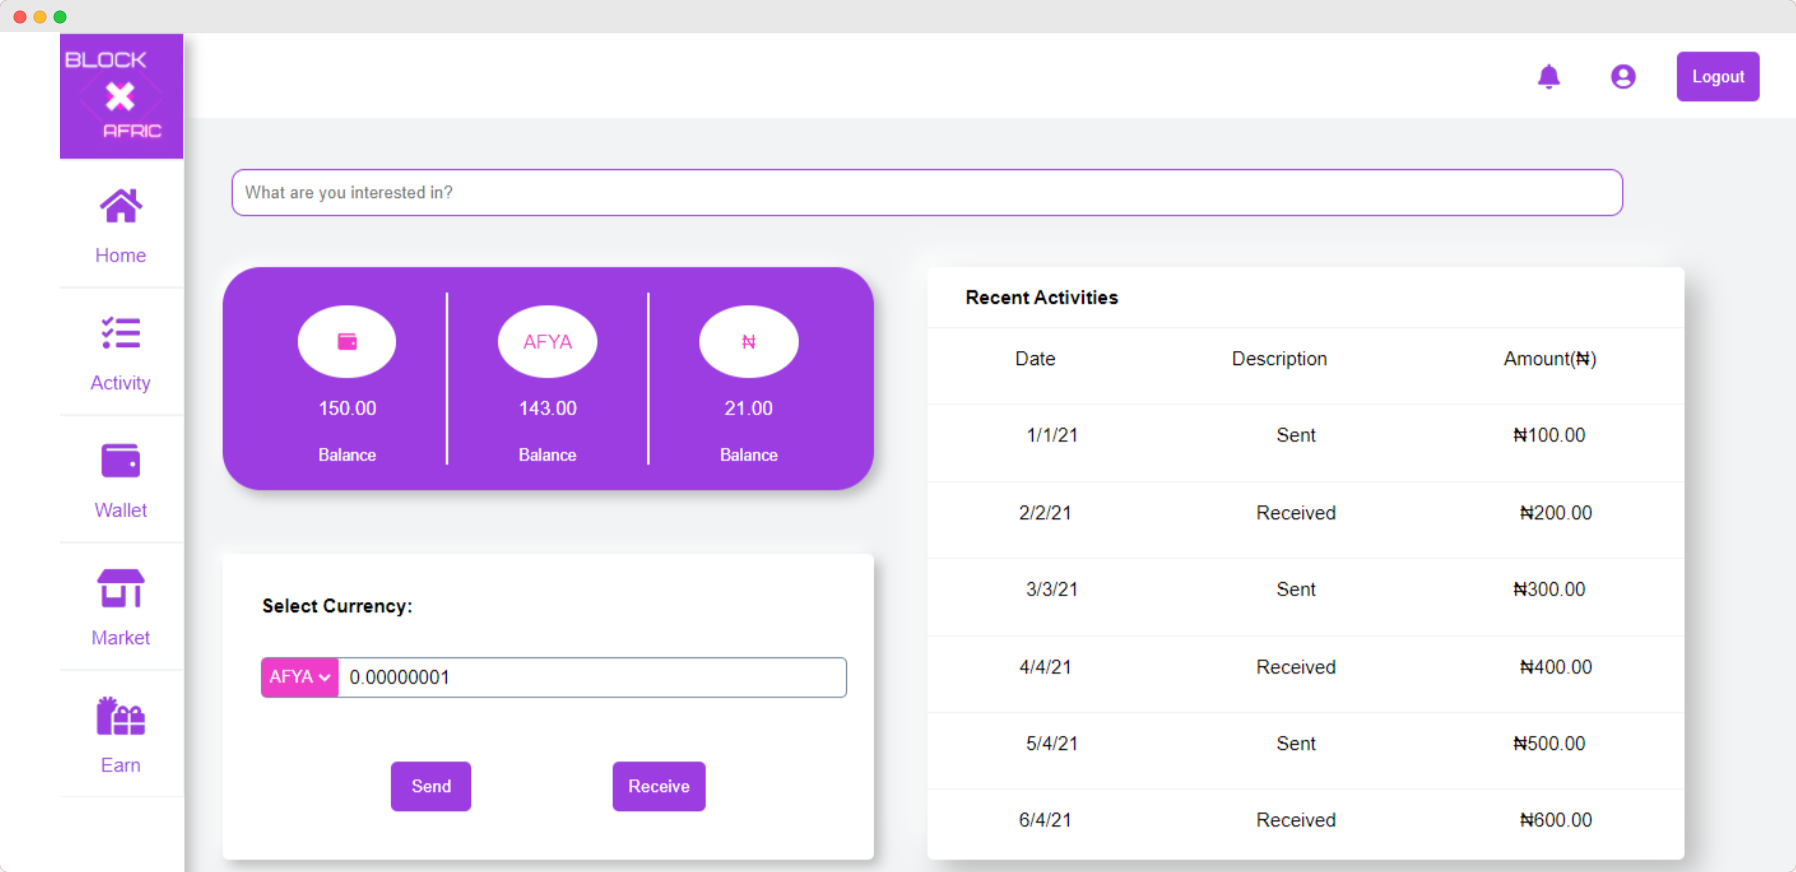 BLOCK
AFRIC
Logout
Home
Activity
Wallet
Market
Earn
What are you interested in?
AFYA ₦
150.00 143.00 21.00
Balance Balance Balance
Select Currency:
AFYA 0.00000001
Send Receive
Recent Activities
Date Description Amount(₦)
1/1/21 Sent ₦100.00
2/2/21 Received ₦200.00
3/3/21 Sent ₦300.00
4/4/21 Received ₦400.00
5/4/21 Sent ₦500.00
6/4/21 Received ₦600.00